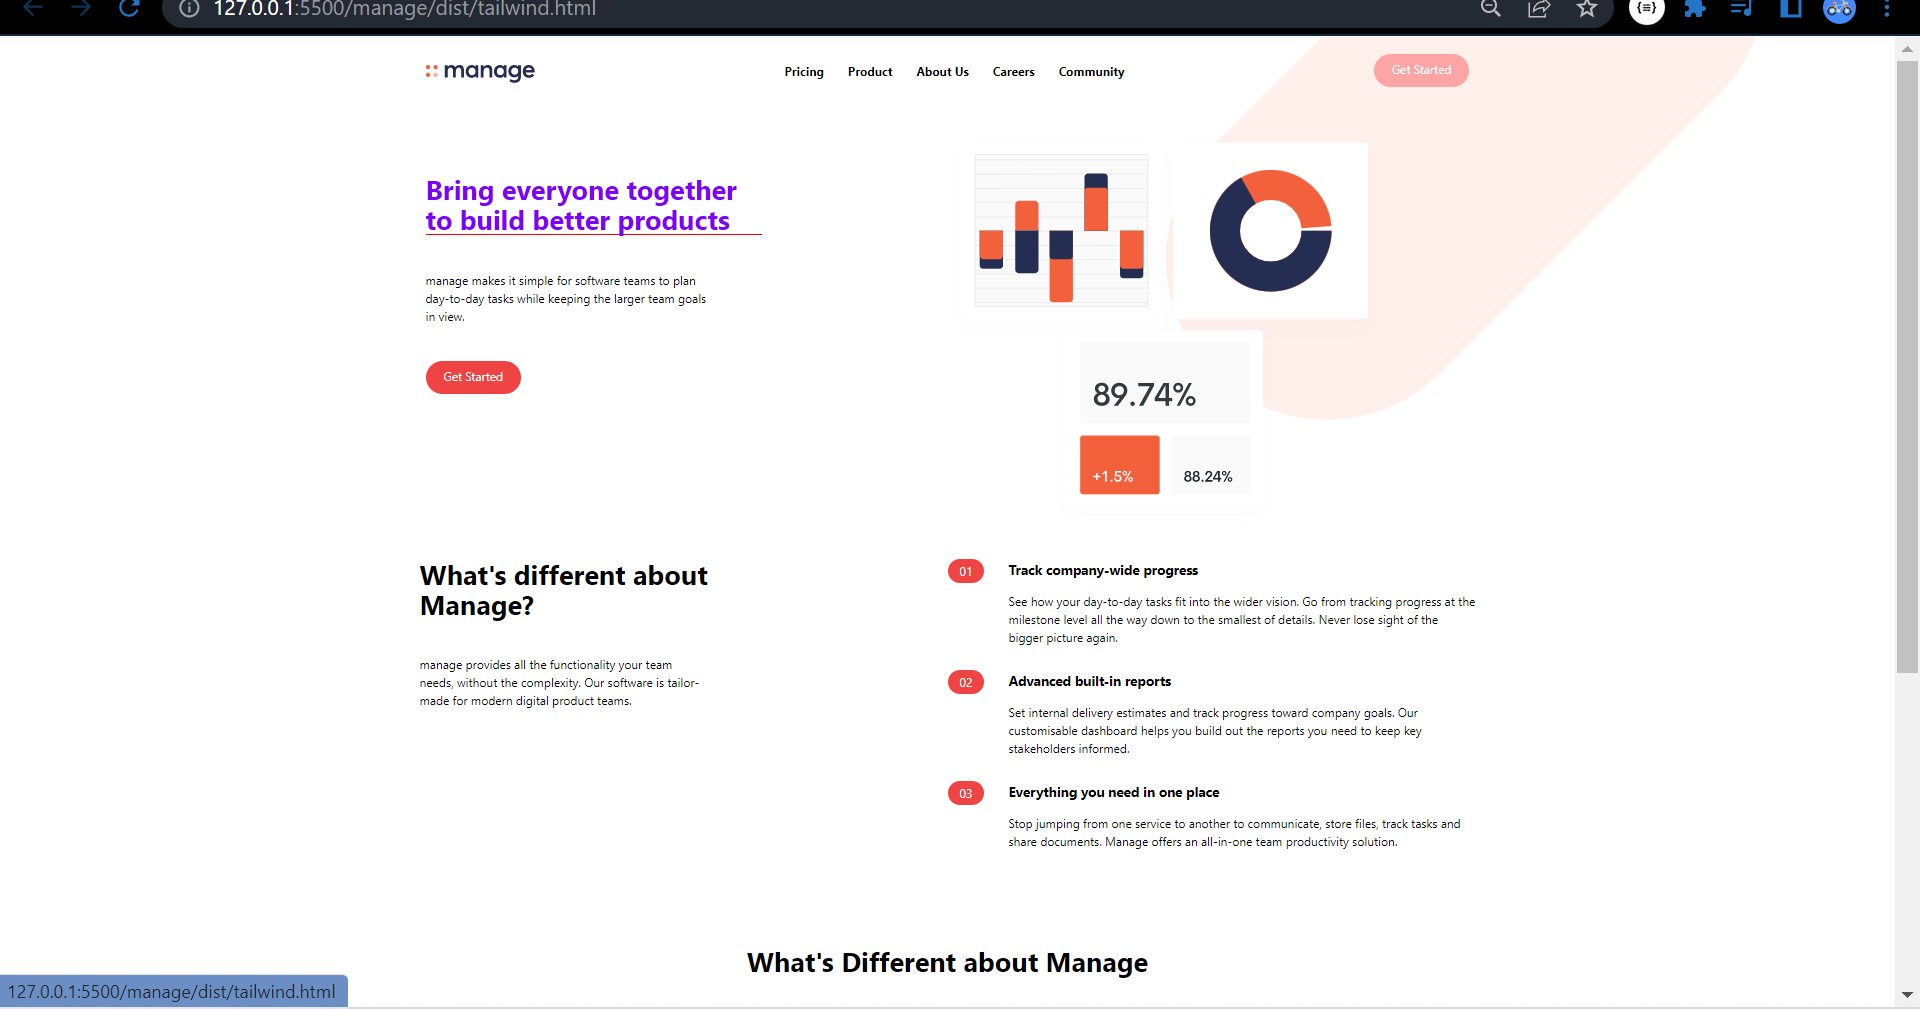 127.0.0.1:5500/manage/dist/tailwind.html
{≡}
manage
Pricing
Product
About Us
Careers
Community
Get Started
Bring everyone together
to build better products
manage makes it simple for software teams to plan
day-to-day tasks while keeping the larger team goals
in view.
Get Started
89.74%
+1.5%
88.24%
What's different about
Manage?
manage provides all the functionality your team
needs, without the complexity. Our software is tailor-
made for modern digital product teams.
01
Track company-wide progress
See how your day-to-day tasks fit into the wider vision. Go from tracking progress at the
milestone level all the way down to the smallest of details. Never lose sight of the
bigger picture again.
02
Advanced built-in reports
Set internal delivery estimates and track progress toward company goals. Our
customisable dashboard helps you build out the reports you need to keep key
stakeholders informed.
03
Everything you need in one place
Stop jumping from one service to another to communicate, store files, track tasks and
share documents. Manage offers an all-in-one team productivity solution.
What's Different about Manage
127.0.0.1:5500/manage/dist/tailwind.html